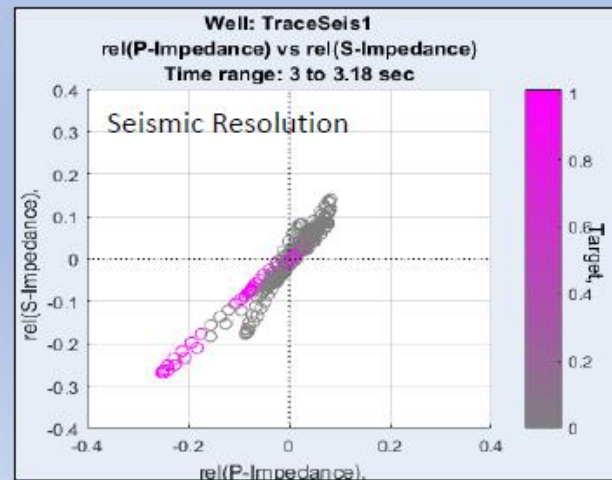 Well: TraceSeis1
rel(P-Impedance) vs rel(S-Impedance)
Time range: 3 to 3.18 sec
Seismic Resolution
0.4
0.3
0.2
0.1
0
-0.1
-0.2
-0.3
-0.4
rel(S-Impedance),
-0.4
-0.2
0
0.2
0.4
rel(P-Impedance),
1
0.8
0.6
0.4
0.2
0
Target,